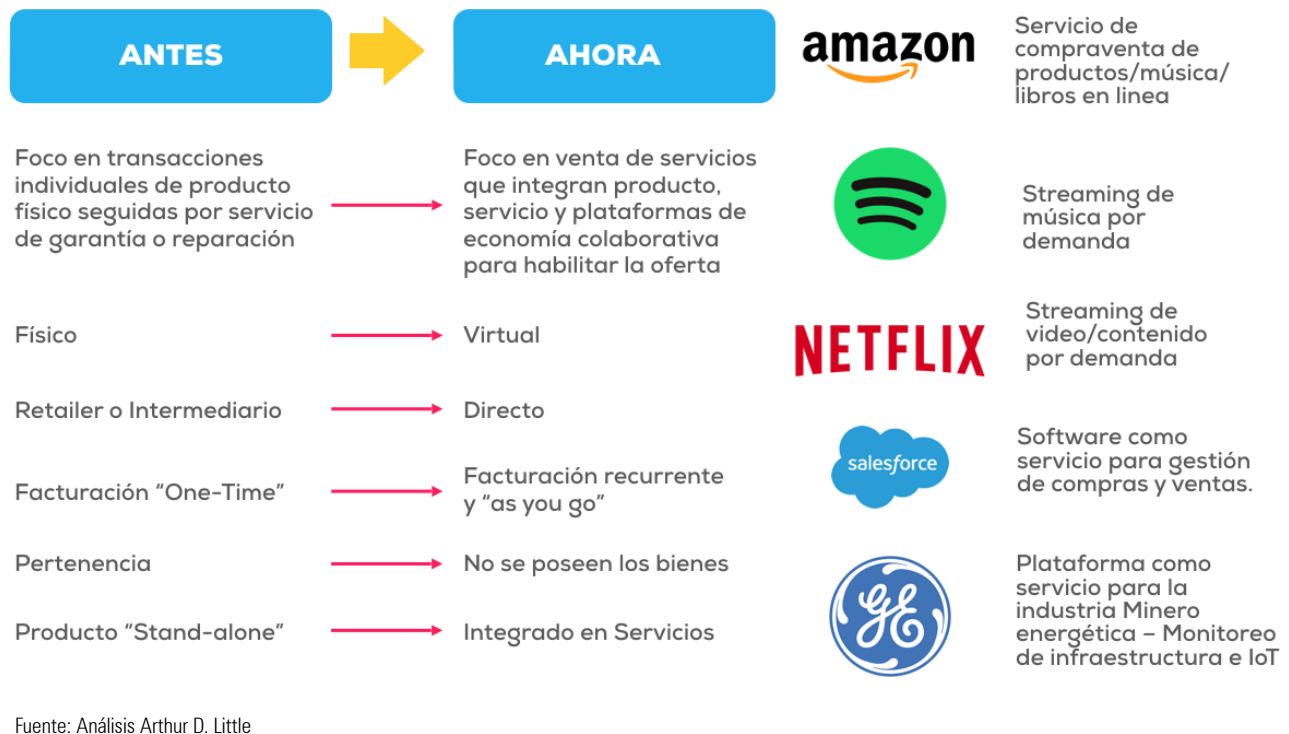 ANTES
AHORA
Foco en transacciones
individuales de producto
físico seguidas por servicio
de garantía o reparación
Foco en venta de servicios
que integran producto,
servicio y plataformas de
economía colaborativa
para habilitar la oferta
Físico
Virtual
Retailer o Intermediario
Directo
Facturación “One-Time”
Facturación recurrente
y “as you go”
Pertenencia
No se poseen los bienes
Producto “Stand-alone”
Integrado en Servicios
amazon
Servicio de
compraventa de
productos/música/
libros en linea
Streaming de
música por
demanda
NETFLIX
Streaming de
video/contenido
por demanda
salesforce
Software como
servicio para gestión
de compras y ventas.
GE
Plataforma como
servicio para la
industria Minero
energética – Monitoreo
de infraestructura e IoT
Fuente: Análisis Arthur D. Little